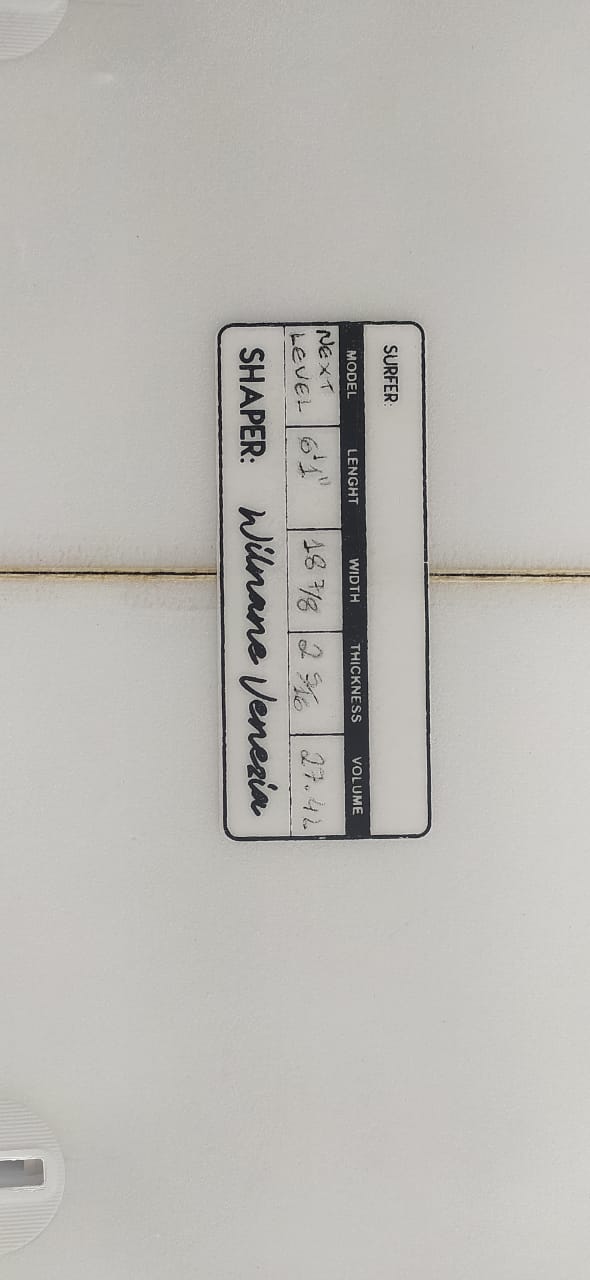 SURFER:
MODEL LENGHT WIDTH THICKNESS VOLUME
NEXT LEVEL 6'1" 18 7/8 2 9/16 27.42
SHAPER: Wilnane Venezia